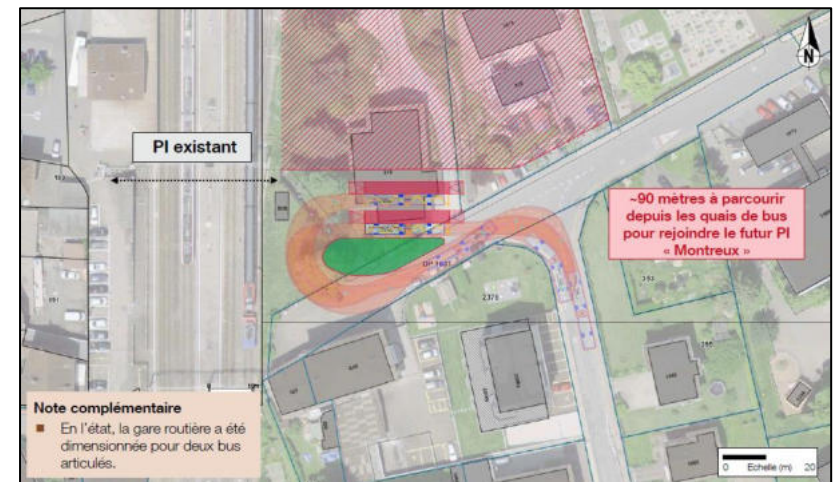 N
PI existant
~90 mètres à parcourir
depuis les quais de bus
pour rejoindre le futur PI
« Montreux »
2378
Note complémentaire
■ En l'état, la gare routière a été
dimensionnée pour deux bus
articulés.
0 Echelle (m) 20